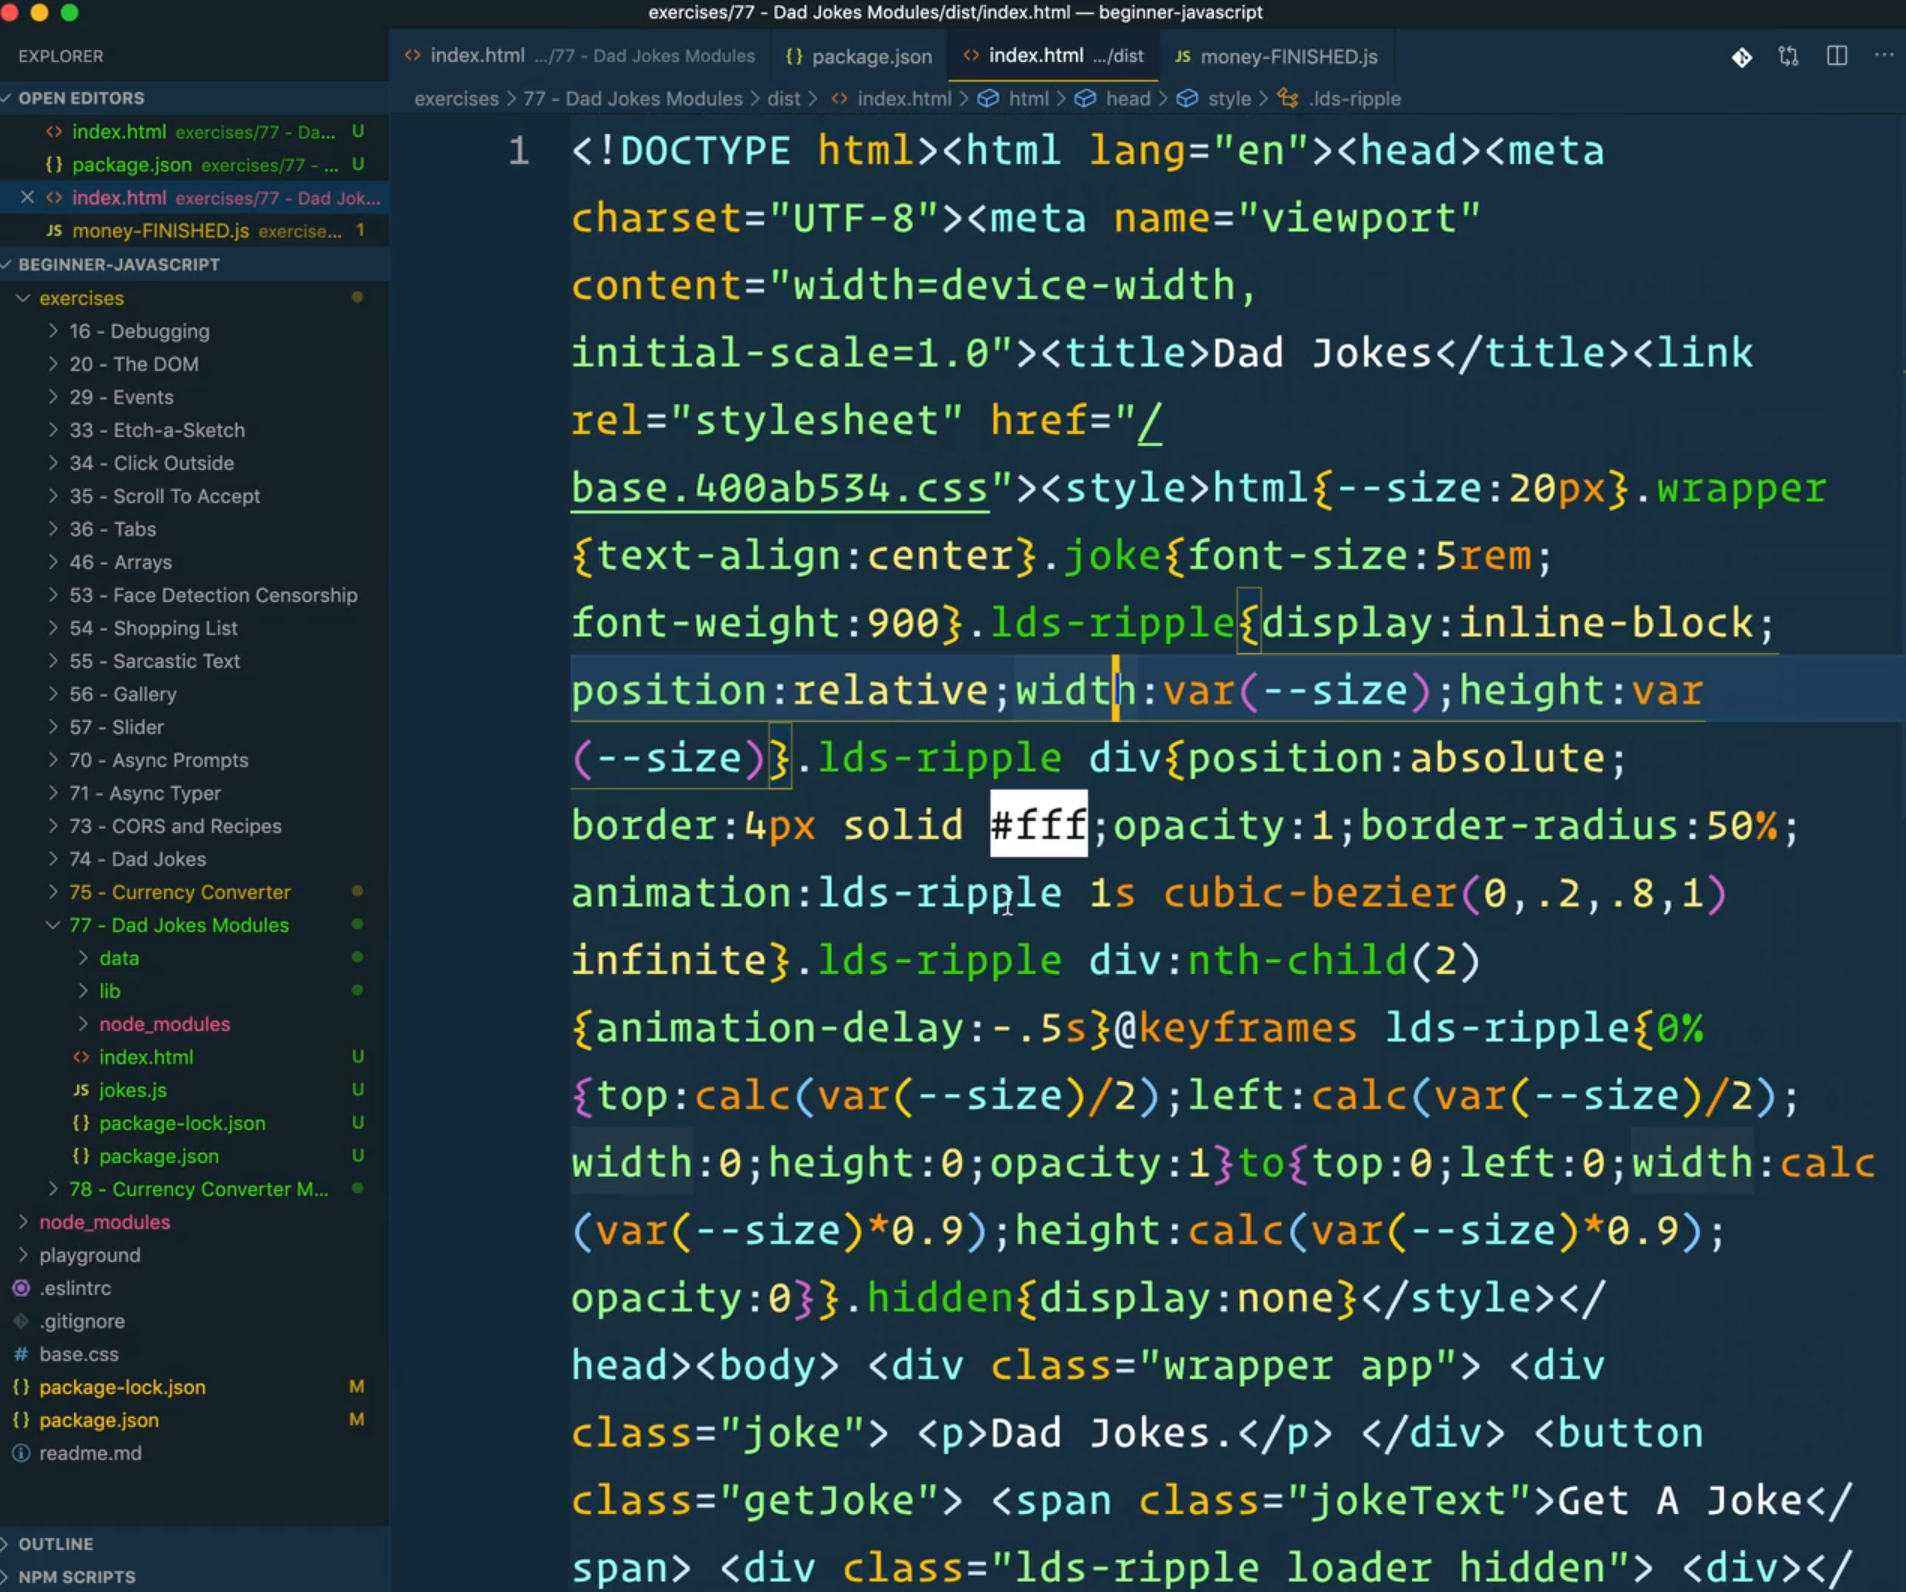 exercises/77 - Dad Jokes Modules/dist/index.html — beginner-javascript
EXPLORER
index.html .../77 - Dad Jokes Modules
{} package.json
index.html .../dist
JS money-FINISHED.js
OPEN EDITORS
exercises > 77 - Dad Jokes Modules > dist > <> index.html > html > head > style > .lds-ripple
<> index.html exercises/77 - Da... U
{} package.json exercises/77 - ... U
<> index.html exercises/77 - Dad Jok...
JS money-FINISHED.js exercise... 1
BEGINNER-JAVASCRIPT
exercises
16 - Debugging
20 - The DOM
29 - Events
33 - Etch-a-Sketch
34 - Click Outside
35 - Scroll To Accept
36 - Tabs
46 - Arrays
53 - Face Detection Censorship
54 - Shopping List
55 - Sarcastic Text
56 - Gallery
57 - Slider
70 - Async Prompts
71 - Async Typer
73 - CORS and Recipes
74 - Dad Jokes
75 - Currency Converter
77 - Dad Jokes Modules
data
lib
node_modules
<> index.html U
JS jokes.js U
{} package-lock.json U
{} package.json U
78 - Currency Converter M...
node_modules
playground
.eslintrc
.gitignore
# base.css
{} package-lock.json M
{} package.json M
readme.md
OUTLINE
NPM SCRIPTS
1 <!DOCTYPE html><html lang="en"><head><meta
charset="UTF-8"><meta name="viewport"
content="width=device-width,
initial-scale=1.0"><title>Dad Jokes</title><link
rel="stylesheet" href="/
base.400ab534.css"><style>html{--size:20px}.wrapper
{text-align:center}.joke{font-size:5rem;
font-weight:900}.lds-ripple{display:inline-block;
position:relative;width:var(--size);height:var
(--size)}.lds-ripple div{position:absolute;
border:4px solid #fff;opacity:1;border-radius:50%;
animation:lds-ripple 1s cubic-bezier(0,.2,.8,1)
infinite}.lds-ripple div:nth-child(2)
{animation-delay:-.5s}@keyframes lds-ripple{0%
{top:calc(var(--size)/2);left:calc(var(--size)/2);
width:0;height:0;opacity:1}to{top:0;left:0;width:calc
(var(--size)*0.9);height:calc(var(--size)*0.9);
opacity:0}}.hidden{display:none}</style></
head><body> <div class="wrapper app"> <div
class="joke"> <p>Dad Jokes.</p> </div> <button
class="getJoke"> <span class="jokeText">Get A Joke</
span> <div class="lds-ripple loader hidden"> <div></